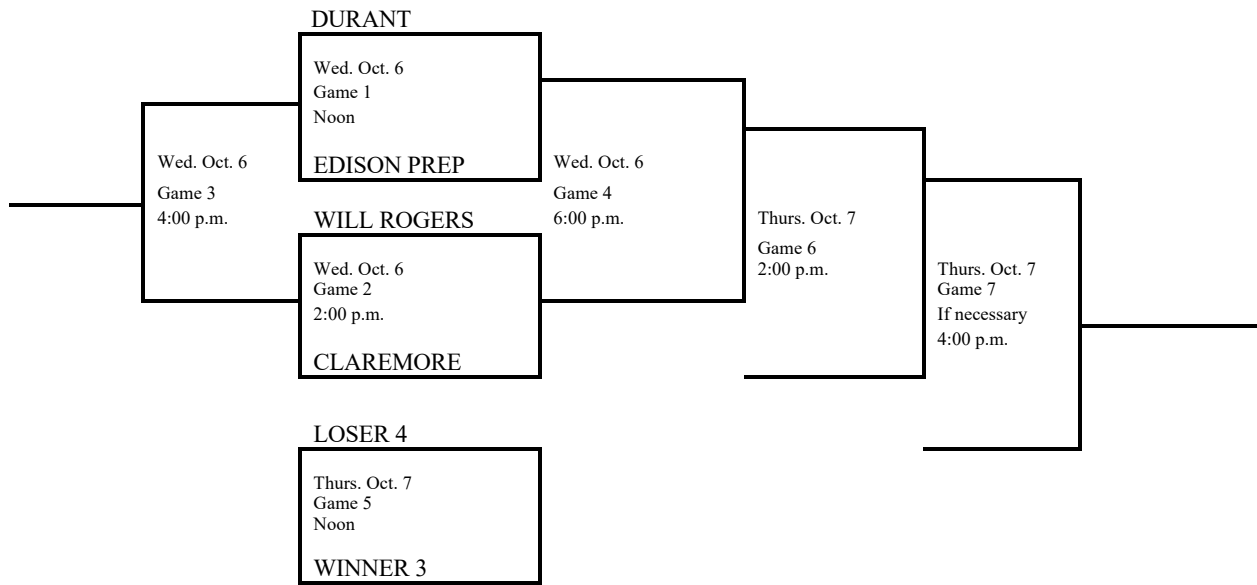 DURANT
Wed. Oct. 6
Game 1
Noon
EDISON PREP
Wed. Oct. 6
Game 3
4:00 p.m.
Wed. Oct. 6
Game 4
6:00 p.m.
WILL ROGERS
Wed. Oct. 6
Game 2
2:00 p.m.
CLAREMORE
Thurs. Oct. 7
Game 6
2:00 p.m.
Thurs. Oct. 7
Game 7
If necessary
4:00 p.m.
LOSER 4
Thurs. Oct. 7
Game 5
Noon
WINNER 3